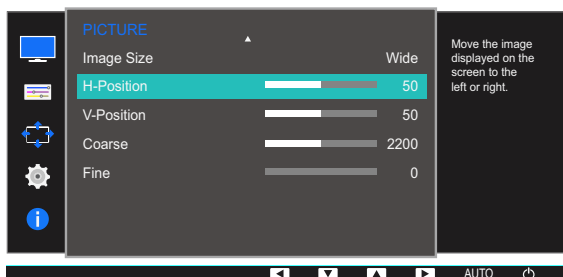 PICTURE
Image Size Wide
H-Position 50
V-Position 50
Coarse 2200
Fine 0
Move the image
displayed on the
screen to the
left or right.
AUTO